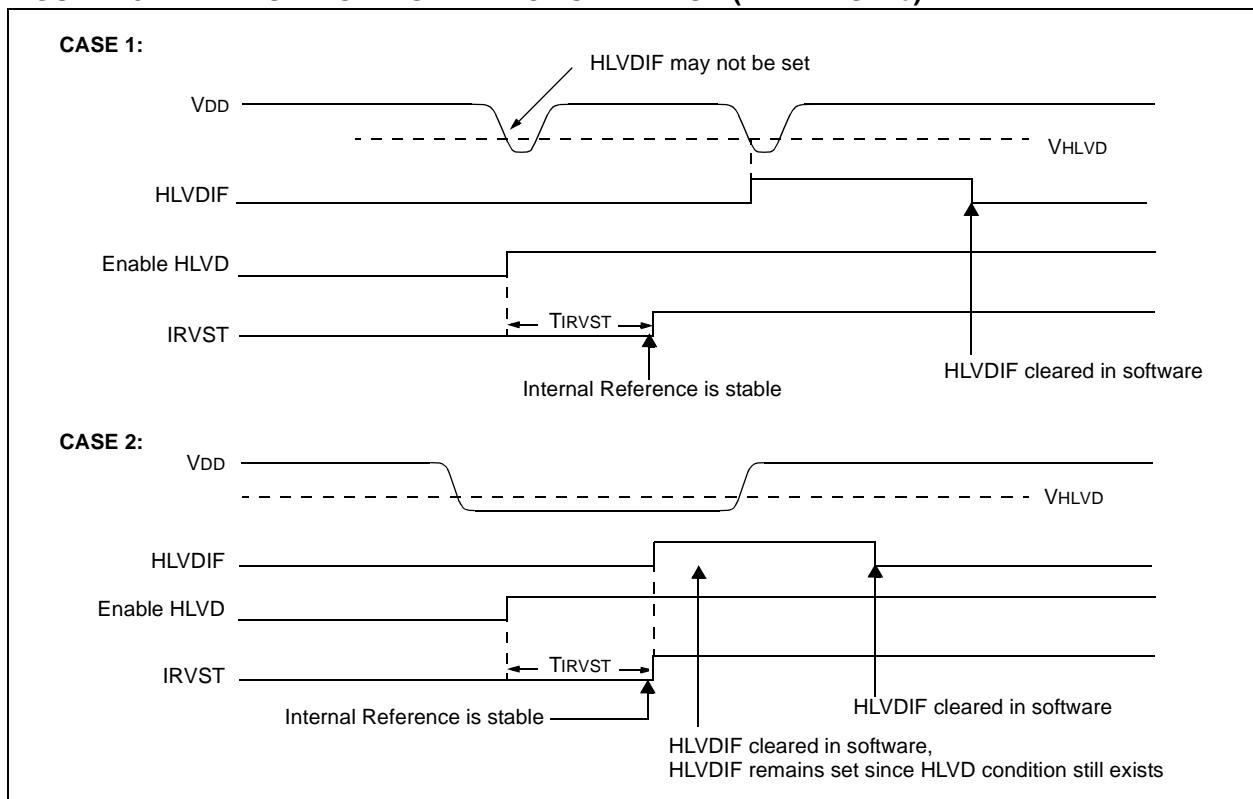 CASE 1:
HLVDIF may not be set
VDD
VHLVD
HLVDIF
Enable HLVD
TIRVST
IRVST
HLVDIF cleared in software
Internal Reference is stable
CASE 2:
VDD
VHLVD
HLVDIF
Enable HLVD
TIRVST
IRVST
HLVDIF cleared in software
Internal Reference is stable
HLVDIF cleared in software,
HLVDIF remains set since HLVD condition still exists